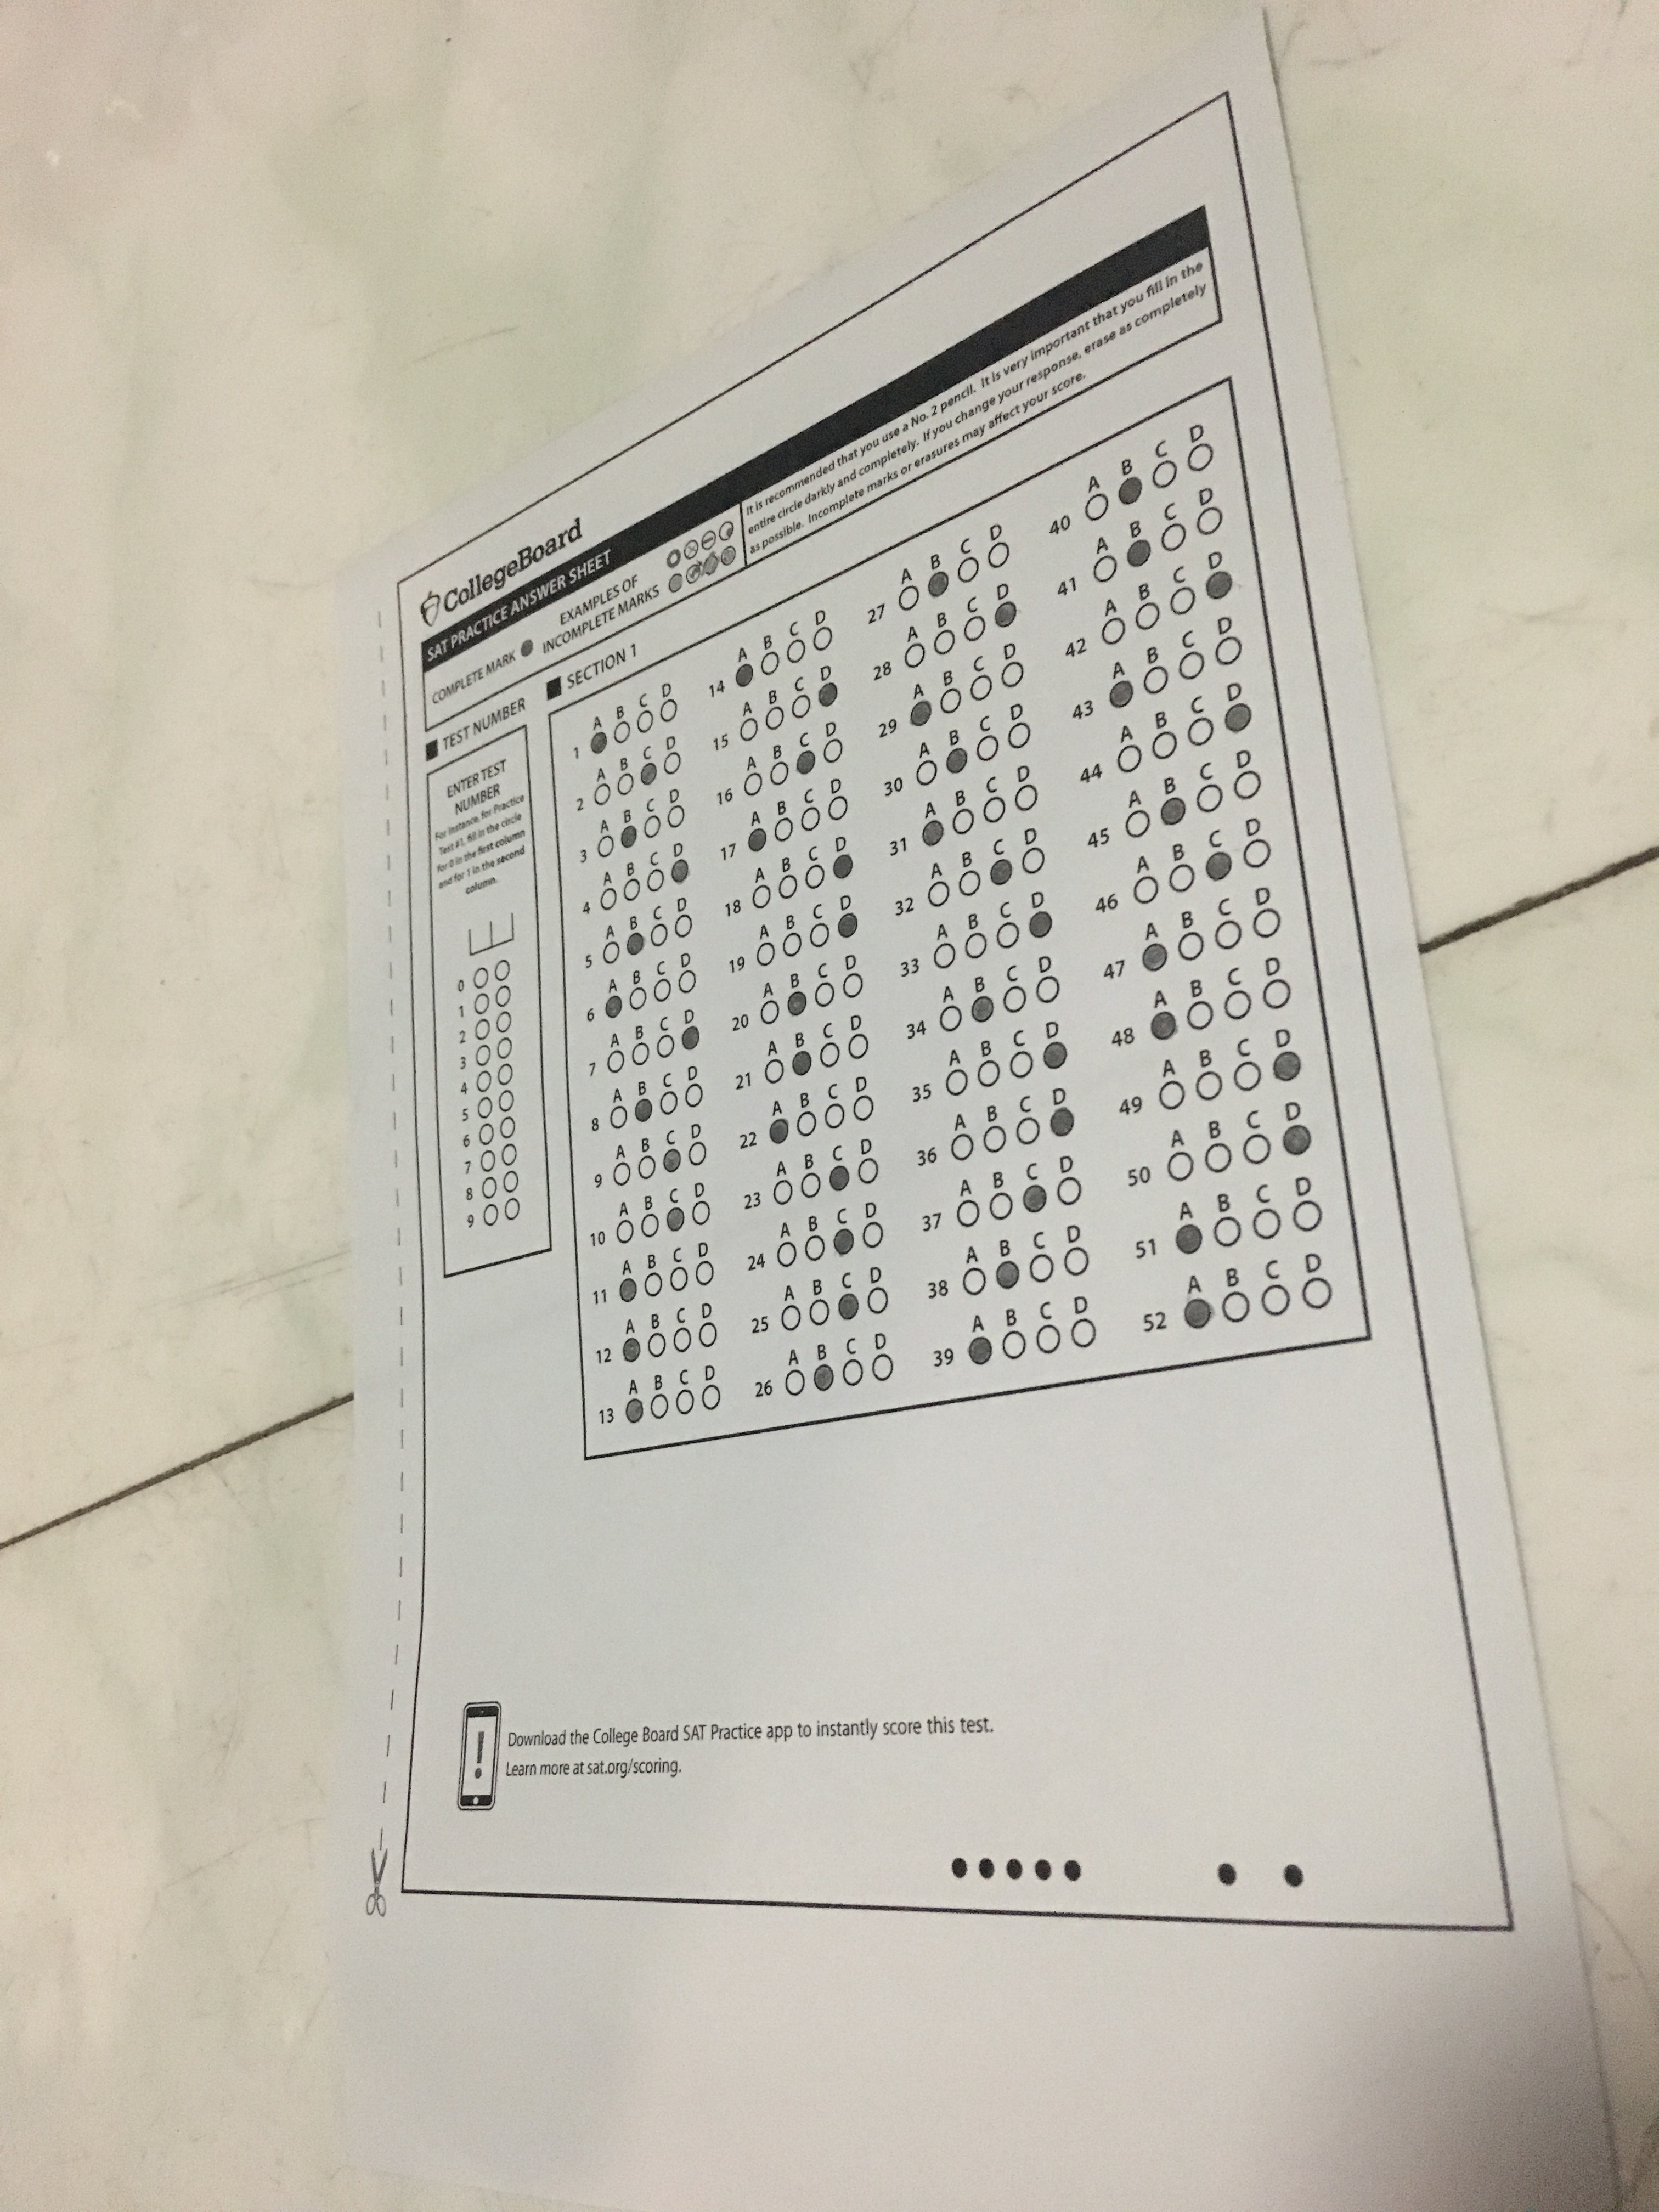 CollegeBoard
SAT PRACTICE ANSWER SHEET
COMPLETE MARK
EXAMPLES OF
INCOMPLETE MARKS
It is recommended that you use a No. 2 pencil. It is very important that you fill in the
entire circle darkly and completely. If you change your response, erase as completely
as possible. Incomplete marks or erasures may affect your score.
TEST NUMBER
ENTER TEST
NUMBER
For instance, for Practice
Test #1, fill in the circle
for 0 in the first column
and for 1 in the second
column.
0
1
2
3
4
5
6
7
8
9
SECTION 1
A B C D
1
A B C D
2
A B C D
3
A B C D
4
A B C D
5
A B C D
6
A B C D
7
A B C D
8
A B C D
9
A B C D
10
A B C D
11
A B C D
12
A B C D
13
A B C D
14
A B C D
15
A B C D
16
A B C D
17
A B C D
18
A B C D
19
A B C D
20
A B C D
21
A B C D
22
A B C D
23
A B C D
24
A B C D
25
A B C D
26
A B C D
27
A B C D
28
A B C D
29
A B C D
30
A B C D
31
A B C D
32
A B C D
33
A B C D
34
A B C D
35
A B C D
36
A B C D
37
A B C D
38
A B C D
39
A B C D
40
A B C D
41
A B C D
42
A B C D
43
A B C D
44
A B C D
45
A B C D
46
A B C D
47
A B C D
48
A B C D
49
A B C D
50
A B C D
51
A B C D
52
Download the College Board SAT Practice app to instantly score this test.
Learn more at sat.org/scoring.